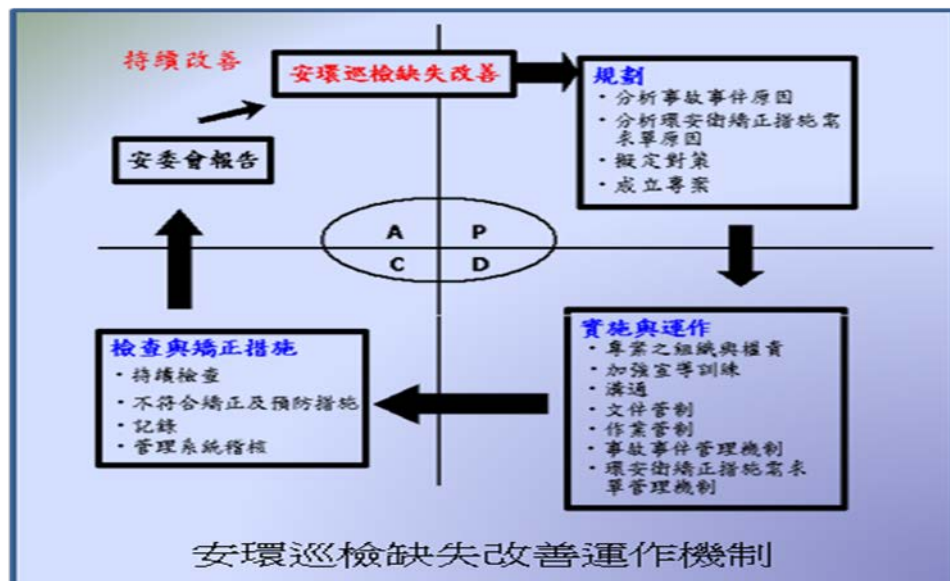 持續改善
安環巡檢缺失改善
安委會報告
規劃
・分析事故事件原因
・分析環安衛矯正措施需
求單原因
・擬定對策
・成立專案
A P
C D
檢查與矯正措施
・持續檢查
・不符合矯正及預防措施
・記錄
・管理系統稽核
實施與運作
・專案之組織與權責
・加強宣導訓練
・溝通
・文件管制
・作業管制
・事故事件管理機制
・環安衛矯正措施需求
單管理機制
安環巡檢缺失改善運作機制